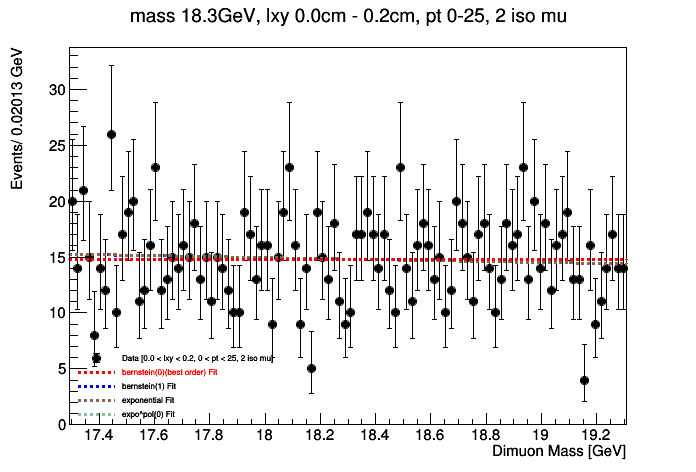 mass 18.3GeV, lxy 0.0cm - 0.2cm, pt 0-25, 2 iso mu
Events/ 0.02013 GeV
30
25
20
15
10
5
0
Data [0.0 < lxy < 0.2, 0 < pt < 25, 2 iso mu]
bernstein(0)(best order) Fit
bernstein(1) Fit
exponential Fit
expo*pol(0) Fit
17.4 17.6 17.8 18 18.2 18.4 18.6 18.8 19 19.2
Dimuon Mass [GeV]